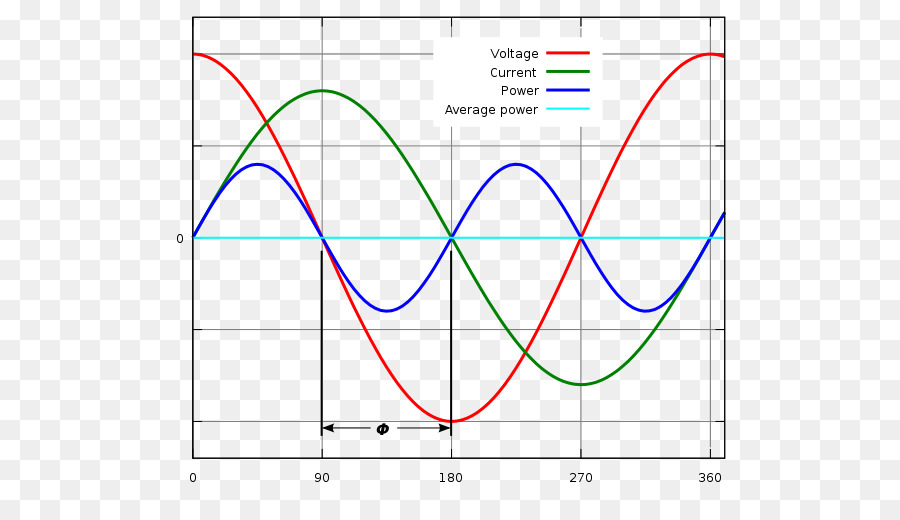 Voltage
Current
Power
Average power
0
Φ
0 90 180 270 360